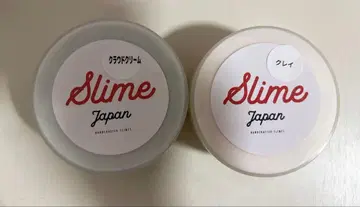 クラウドクリーム
Slime
Japan
HANDCRAFTED SLIMES
クレイ
Slime
Japan
HANDCRAFTED SLIMES